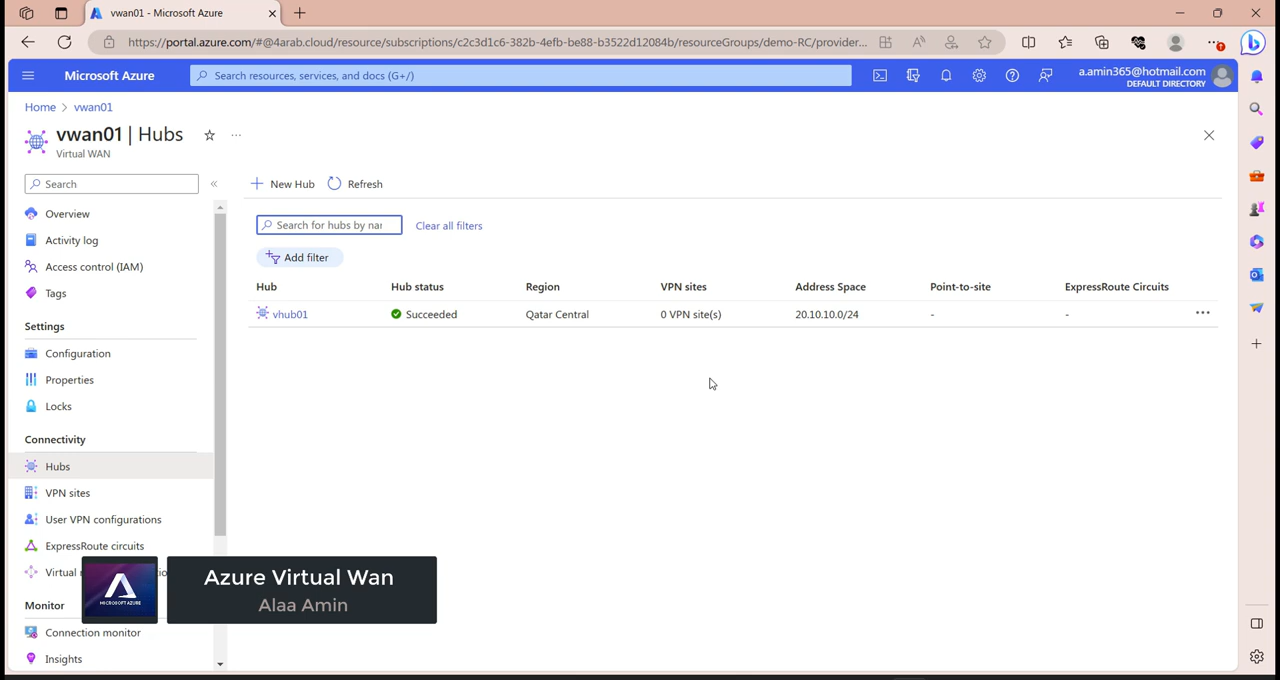 vwan01 - Microsoft Azure
https://portal.azure.com/#@4arab.cloud/resource/subscriptions/c2c3d1c6-382b-4efb-be88-b3522d12084b/resourceGroups/demo-RC/provider...
Microsoft Azure
Search resources, services, and docs (G+/)
a.amin365@hotmail.com
DEFAULT DIRECTORY
Home > vwan01
vwan01 | Hubs
Virtual WAN
Search
Overview
Activity log
Access control (IAM)
Tags
Settings
Configuration
Properties
Locks
Connectivity
Hubs
VPN sites
User VPN configurations
ExpressRoute circuits
Virtual
Monitor
Connection monitor
Insights
New Hub Refresh
Search for hubs by nar Clear all filters
Add filter
Hub Hub status Region VPN sites Address Space Point-to-site ExpressRoute Circuits
vhub01 Succeeded Qatar Central 0 VPN site(s) 20.10.10.0/24 - -
MICROSOFT AZURE
Azure Virtual Wan
Alaa Amin